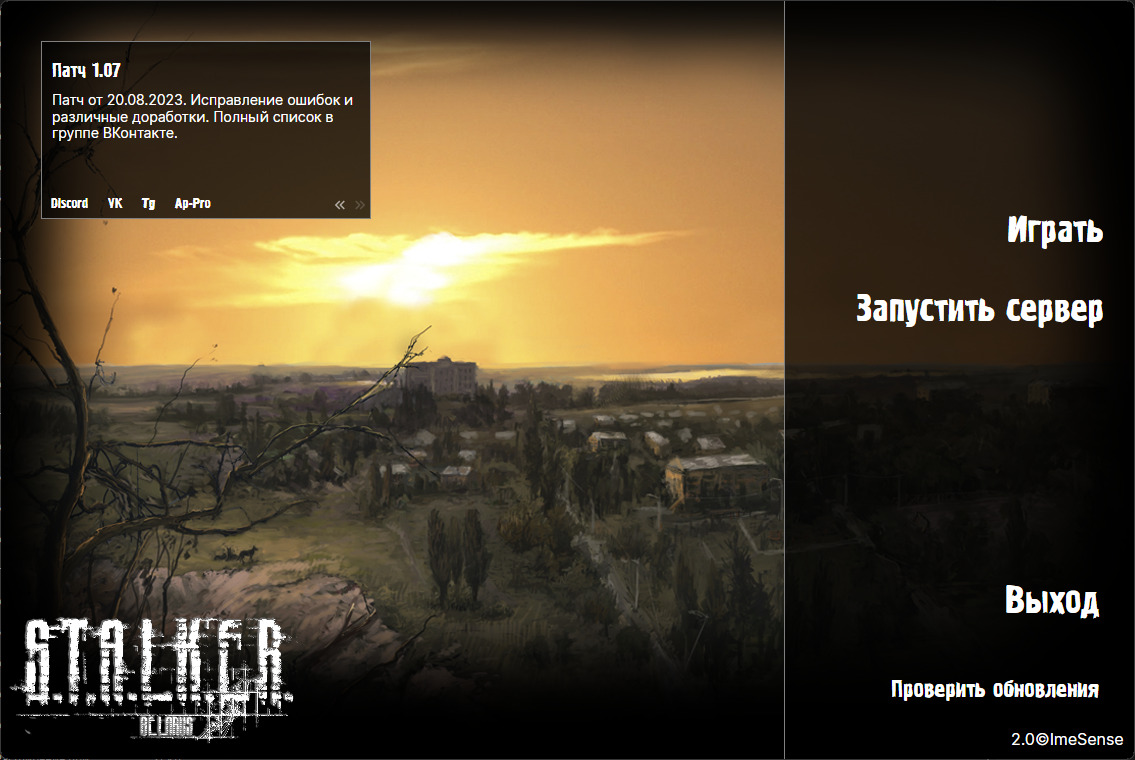 Патч 1.07
Патч от 20.08.2023. Исправление ошибок и
различные доработки. Полный список в
группе ВКонтакте.
Discord VK Tg Ap-Pro
Играть
Запустить сервер
Выход
S.T.A.L.K.E.R.
Проверить обновления
2.0©ImeSense